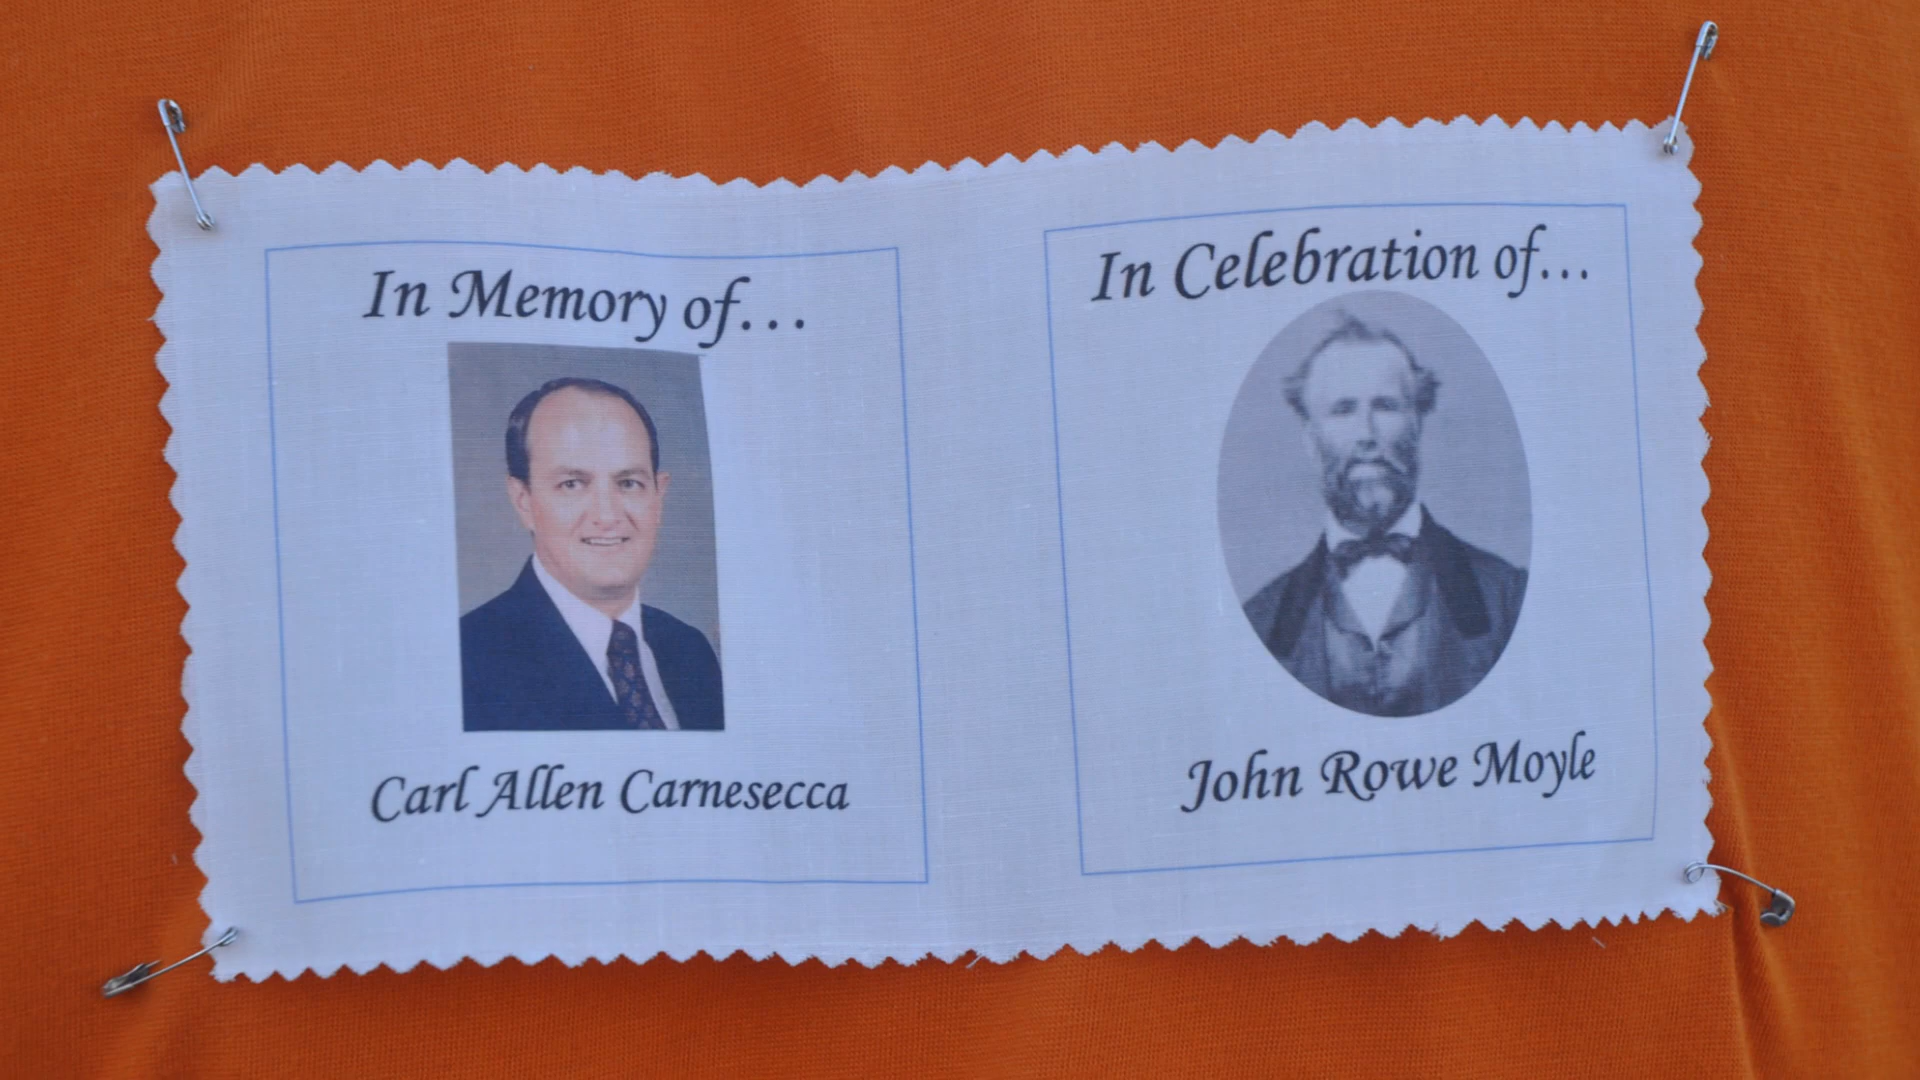 In Memory of...
Carl Allen Carnesecca
In Celebration of...
John Rowe Moyle